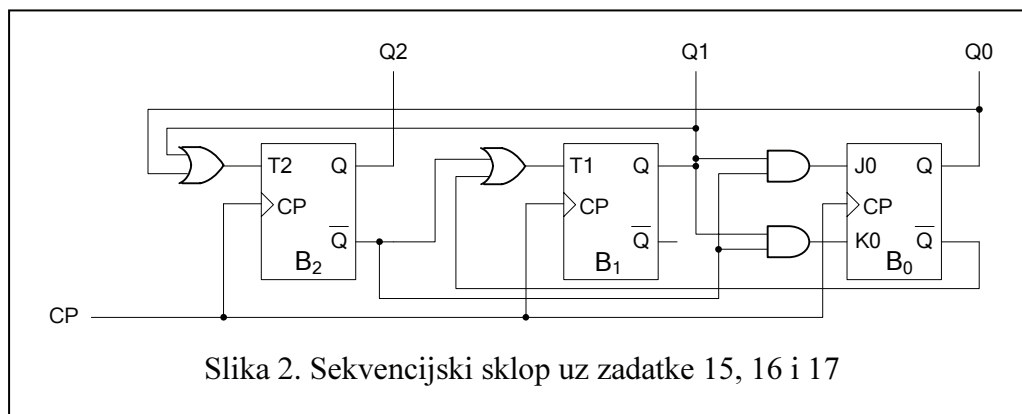 Q2 Q1 Q0
T2 Q T1 Q J0 Q
CP CP CP
Q̅ Q̅ K0 Q̅
B₂ B₁ B₀
CP
Slika 2. Sekvencijski sklop uz zadatke 15, 16 i 17